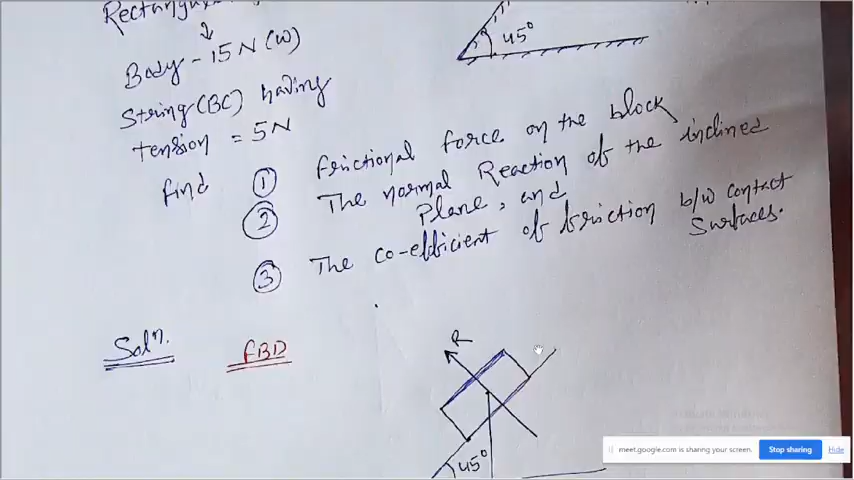 Rectangular
45°
Body - 15 N (W)
String (BC) having
tension = 5N
find ① frictional force on the block,
② The normal Reaction of the inclined
Plane, and
③ The co-efficient of friction b/w contact
Surfaces.
Solⁿ. FBD
R
45°
meet.google.com is sharing your screen. Stop sharing Hide